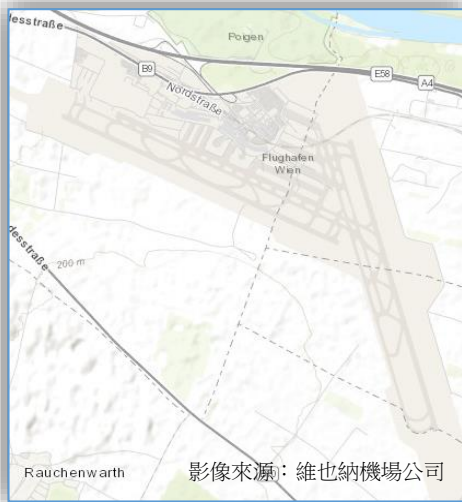 desstraße
Poigen
B9
E58
A4
Nordstraße
Flughafen
Wien
desstraße
200 m
Rauchenwarth
影像來源：維也納機場公司